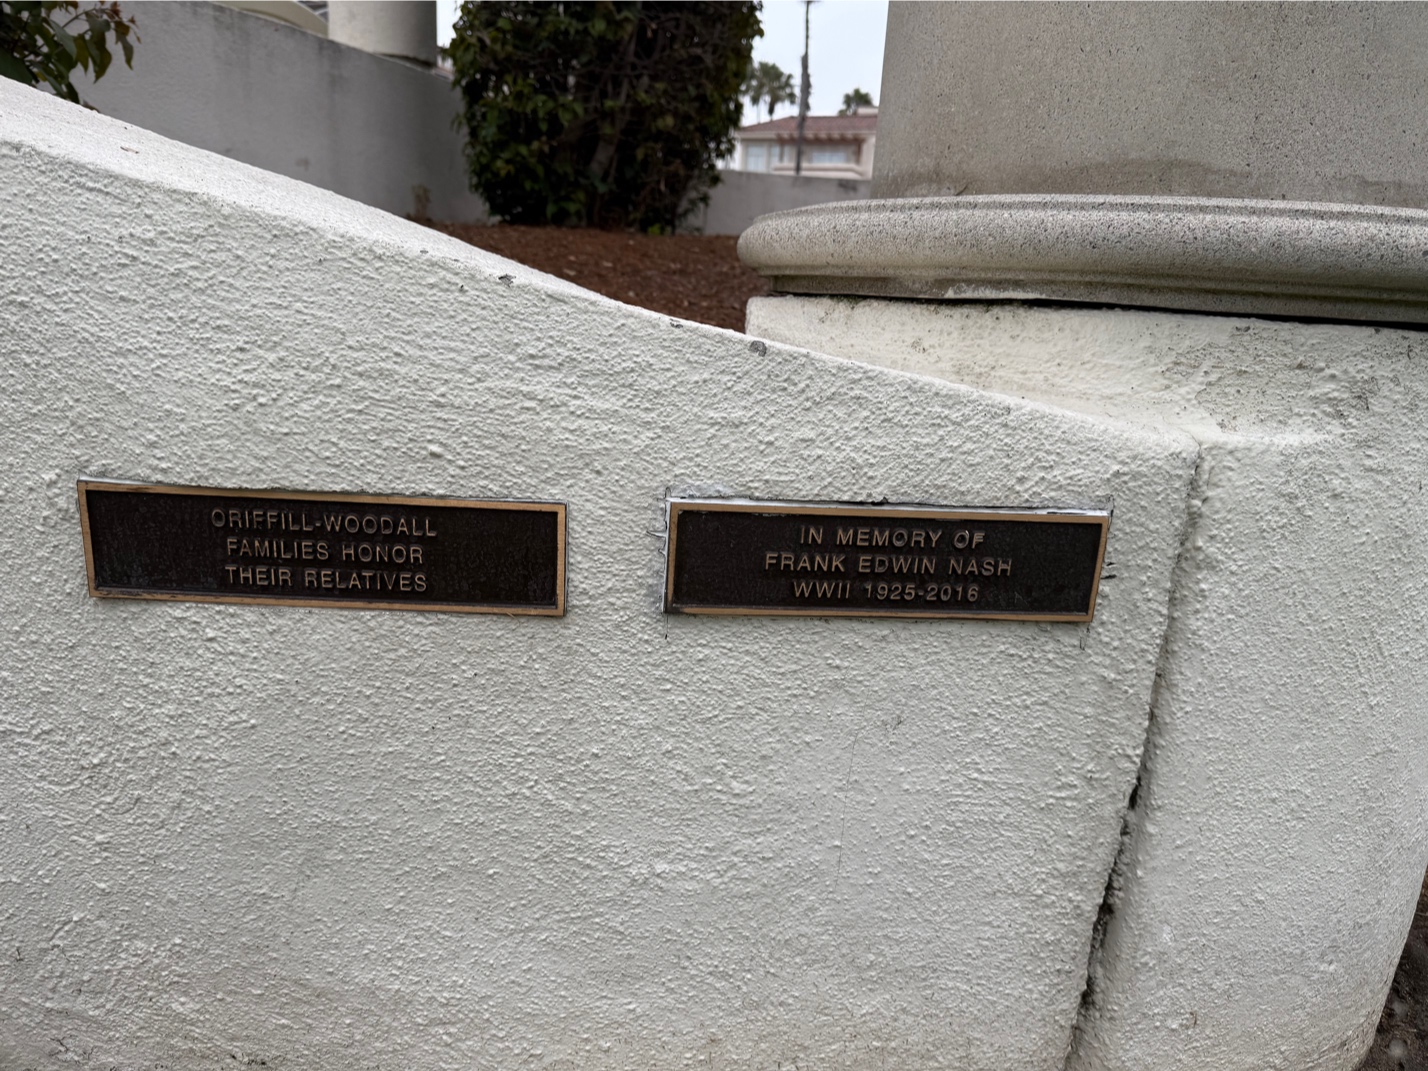 ORIFFILL-WOODALL
FAMILIES HONOR
THEIR RELATIVES
IN MEMORY OF
FRANK EDWIN NASH
WWII 1925-2016